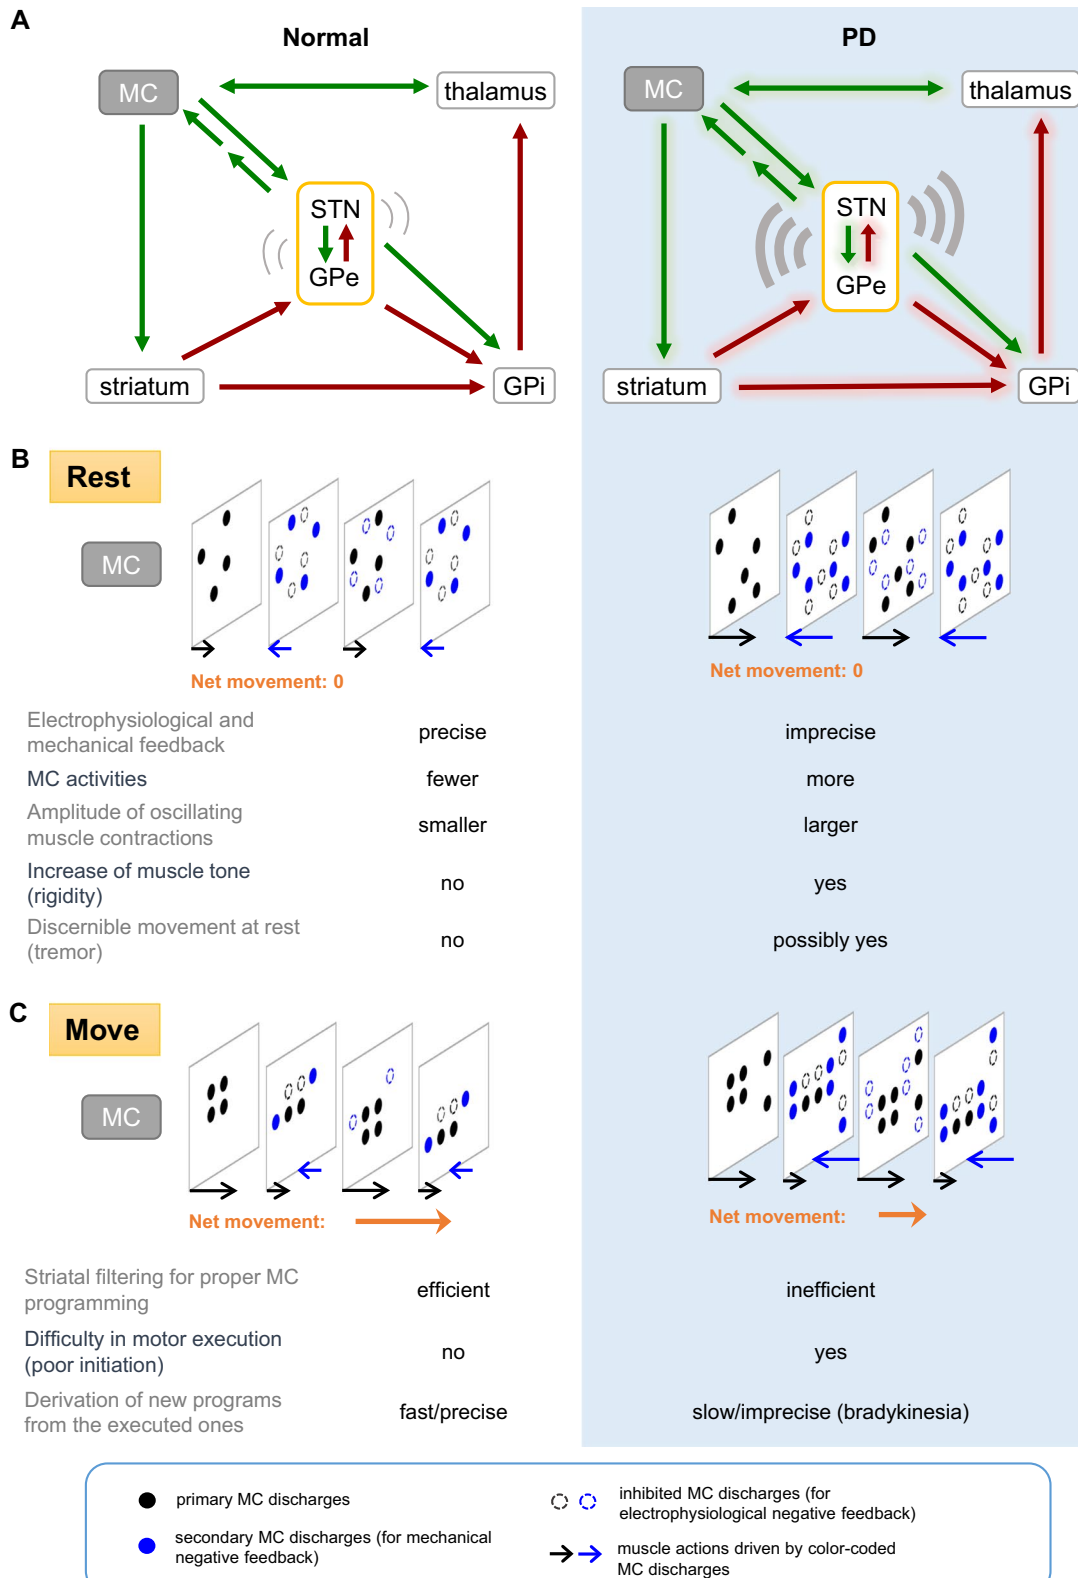 A
Normal
PD
MC
thalamus
MC
thalamus
STN
GPe
STN
GPe
striatum
GPi
striatum
GPi
B
Rest
MC
Net movement: 0
Net movement: 0
Electrophysiological and
mechanical feedback
precise
imprecise
MC activities
fewer
more
Amplitude of oscillating
muscle contractions
smaller
larger
Increase of muscle tone
(rigidity)
no
yes
Discernible movement at rest
(tremor)
no
possibly yes
C
Move
MC
Net movement:
Net movement:
Striatal filtering for proper MC
programming
efficient
inefficient
Difficulty in motor execution
(poor initiation)
no
yes
Derivation of new programs
from the executed ones
fast/precise
slow/imprecise (bradykinesia)
primary MC discharges
inhibited MC discharges (for
electrophysiological negative feedback)
secondary MC discharges (for mechanical
negative feedback)
muscle actions driven by color-coded
MC discharges